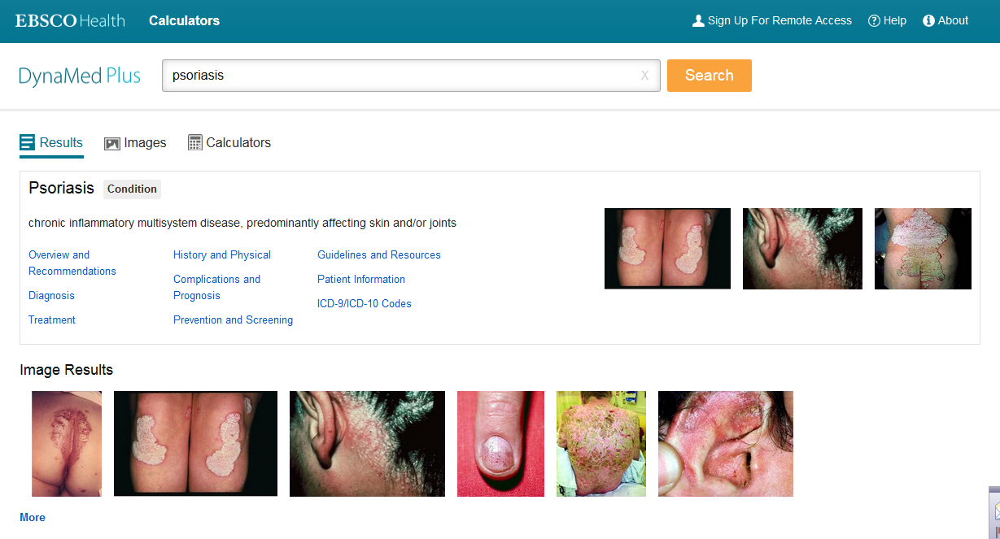 EBSCO Health Calculators Sign Up For Remote Access Help About
DynaMed Plus psoriasis X Search
Results Images Calculators
Psoriasis Condition
chronic inflammatory multisystem disease, predominantly affecting skin and/or joints
Overview and
Recommendations
Diagnosis
Treatment
History and Physical
Complications and
Prognosis
Prevention and Screening
Guidelines and Resources
Patient Information
ICD-9/ICD-10 Codes
Image Results
More